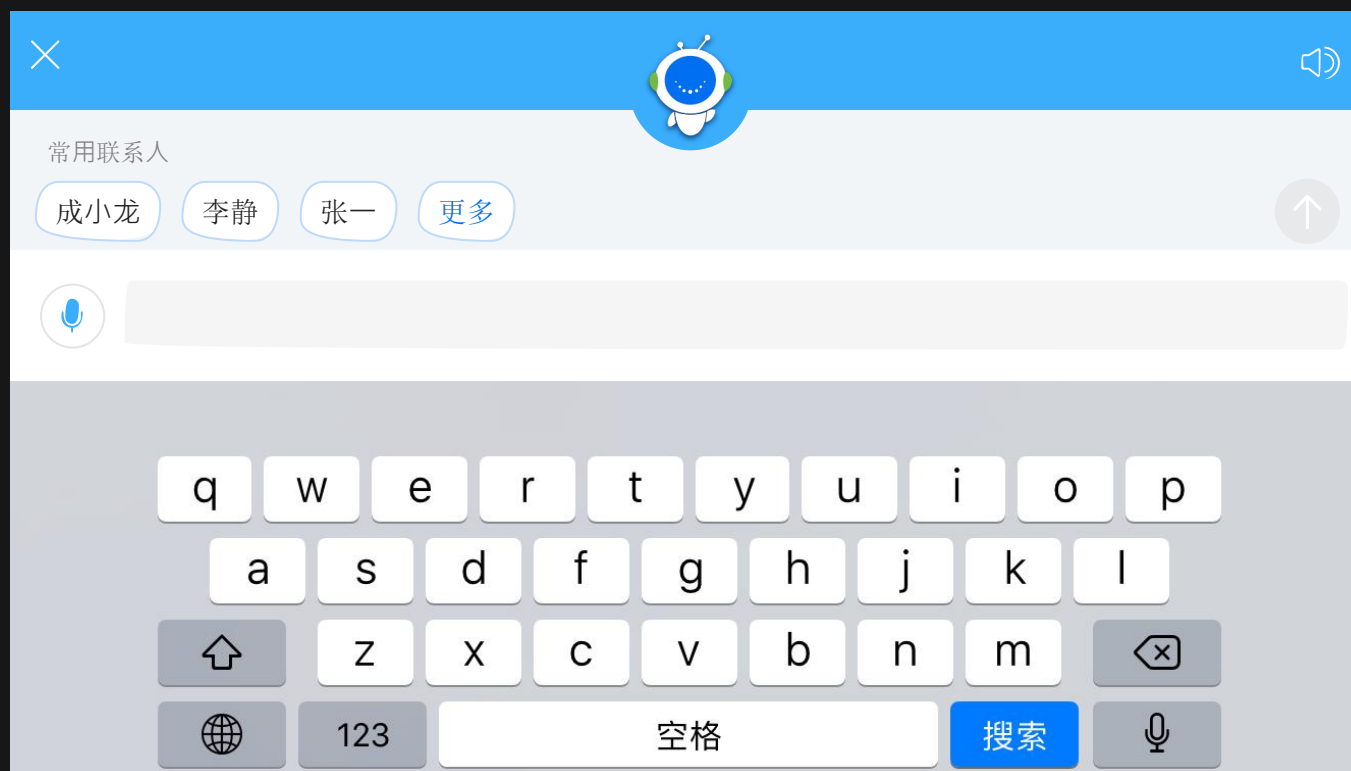 常用联系人
成小龙 李静 张一 更多
q w e r t y u i o p
a s d f g h j k l
z x c v b n m
123 空格 搜索